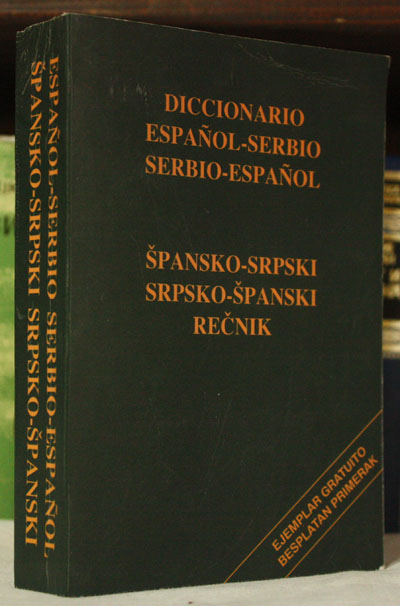 DICCIONARIO
ESPAÑOL-SERBIO
SERBIO-ESPAÑOL
ŠPANSKO-SRPSKI
SRPSKO-ŠPANSKI
REČNIK
EJEMPLAR GRATUITO
BESPLATAN PRIMERAK
ESPAÑOL-SERBIO SERBIO-ESPAÑOL
ŠPANSKO-SRPSKI SRPSKO-ŠPANSKI